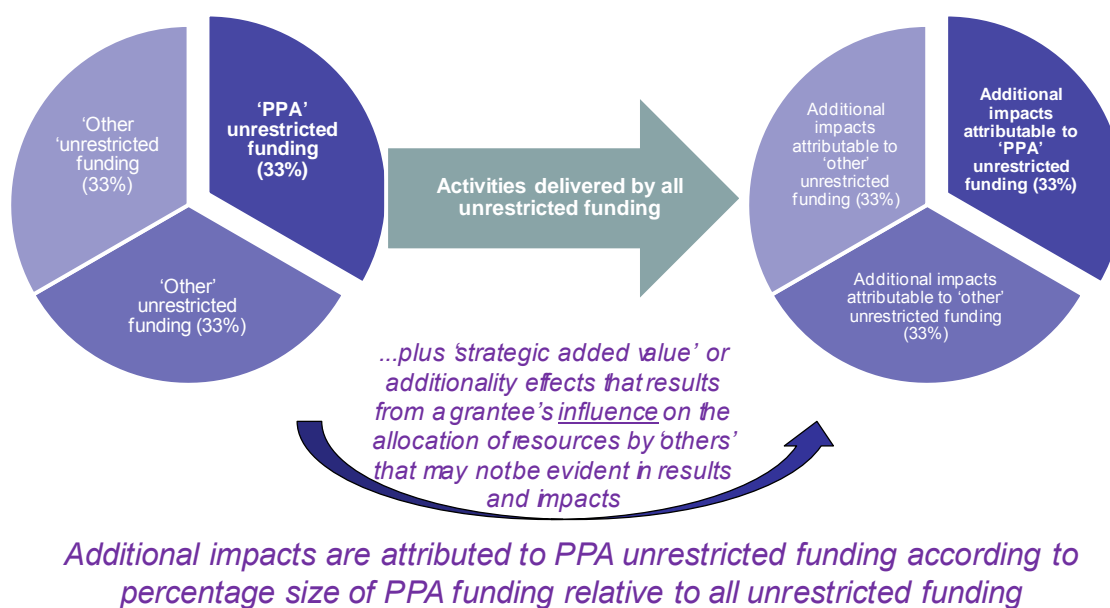 ‘PPA’
unrestricted
funding
(33%)
‘Other
‘unrestricted
funding
(33%)
‘Other’
unrestricted
funding (33%)
Activities delivered by all
unrestricted funding
Additional
impacts
attributable to
‘other’
unrestricted
funding (33%)
Additional
impacts
attributable to
‘PPA’
unrestricted
funding (33%)
Additional impacts
attributable to ‘other’
unrestricted funding
(33%)
...plus ‘strategic added value’ or
additionality effects that results
from a grantee’s influence on the
allocation of resources by ‘others’
that may not be evident in results
and impacts
Additional impacts are attributed to PPA unrestricted funding according to
percentage size of PPA funding relative to all unrestricted funding